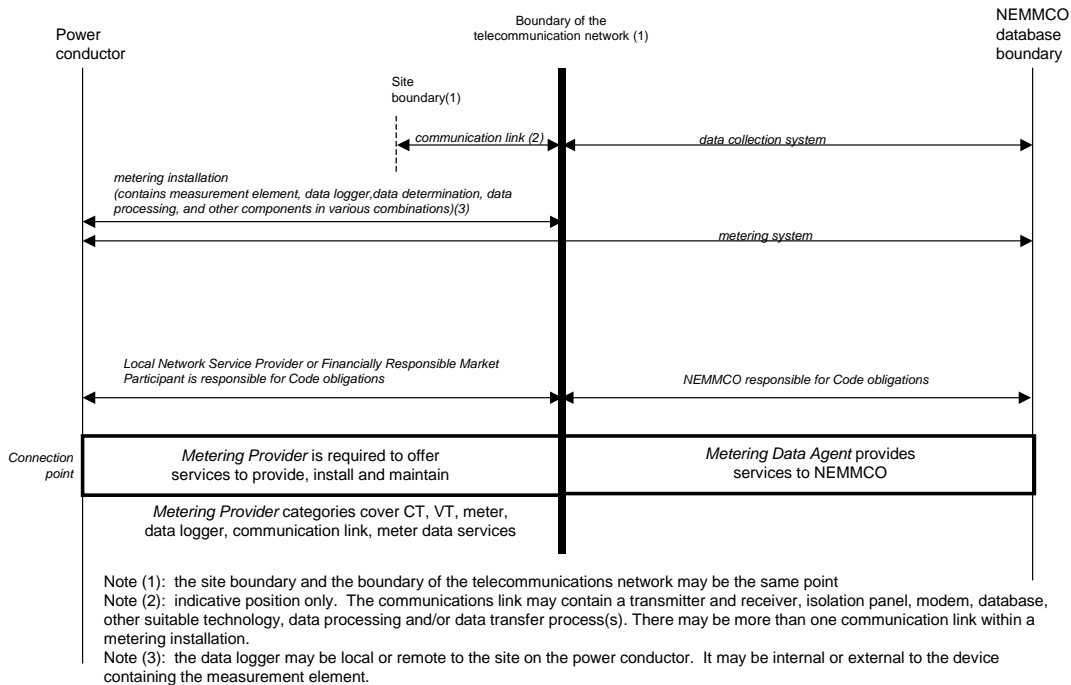 NEMMCO
database
boundary
Boundary of the
telecommunication network (1)
Power
conductor
Site
boundary(1)
communication link (2)
data collection system
metering installation
(contains measurement element, data logger,data determination, data
processing, and other components in various combinations)(3)
metering system
Local Network Service Provider or Financially Responsible Market
Participant is responsible for Code obligations
NEMMCO responsible for Code obligations
Connection
point
Metering Provider is required to offer
services to provide, install and maintain
Metering Data Agent provides
services to NEMMCO
Metering Provider categories cover CT, VT, meter,
data logger, communication link, meter data services
Note (1): the site boundary and the boundary of the telecommunications network may be the same point
Note (2): indicative position only. The communications link may contain a transmitter and receiver, isolation panel, modem, database,
other suitable technology, data processing and/or data transfer process(s). There may be more than one communication link within a
metering installation.
Note (3): the data logger may be local or remote to the site on the power conductor. It may be internal or external to the device
containing the measurement element.